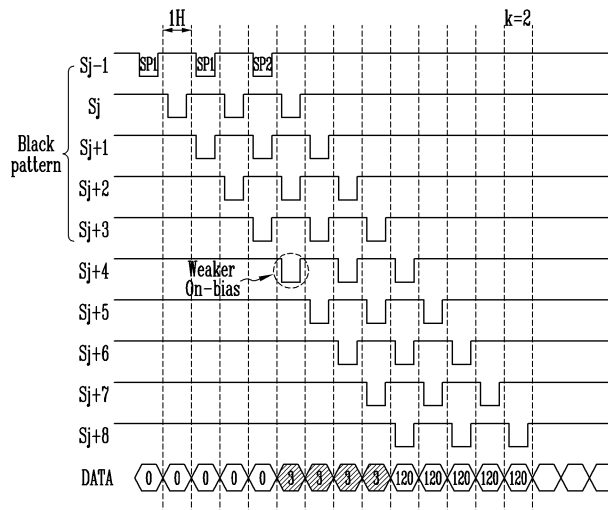 1H k=2
Sj-1 SP1 SP1 SP2
Sj
Black pattern
Sj+1
Sj+2
Sj+3
Sj+4
Weaker On-bias
Sj+5
Sj+6
Sj+7
Sj+8
DATA 0 0 0 0 0 3 3 3 3 120 120 120 120 120